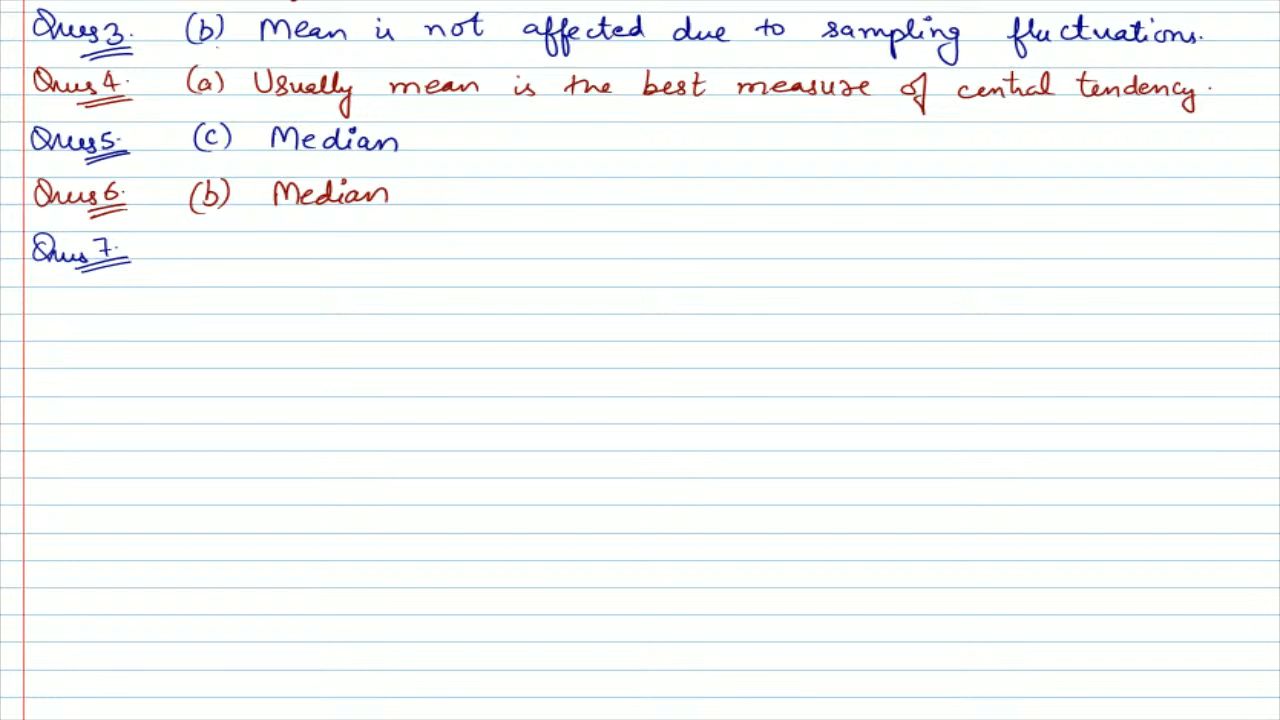 Ques 3. (b) Mean is not affected due to sampling fluctuations.
Ques 4. (a) Usually mean is the best measure of central tendency.
Ques 5. (c) Median
Ques 6. (b) Median
Ques 7.